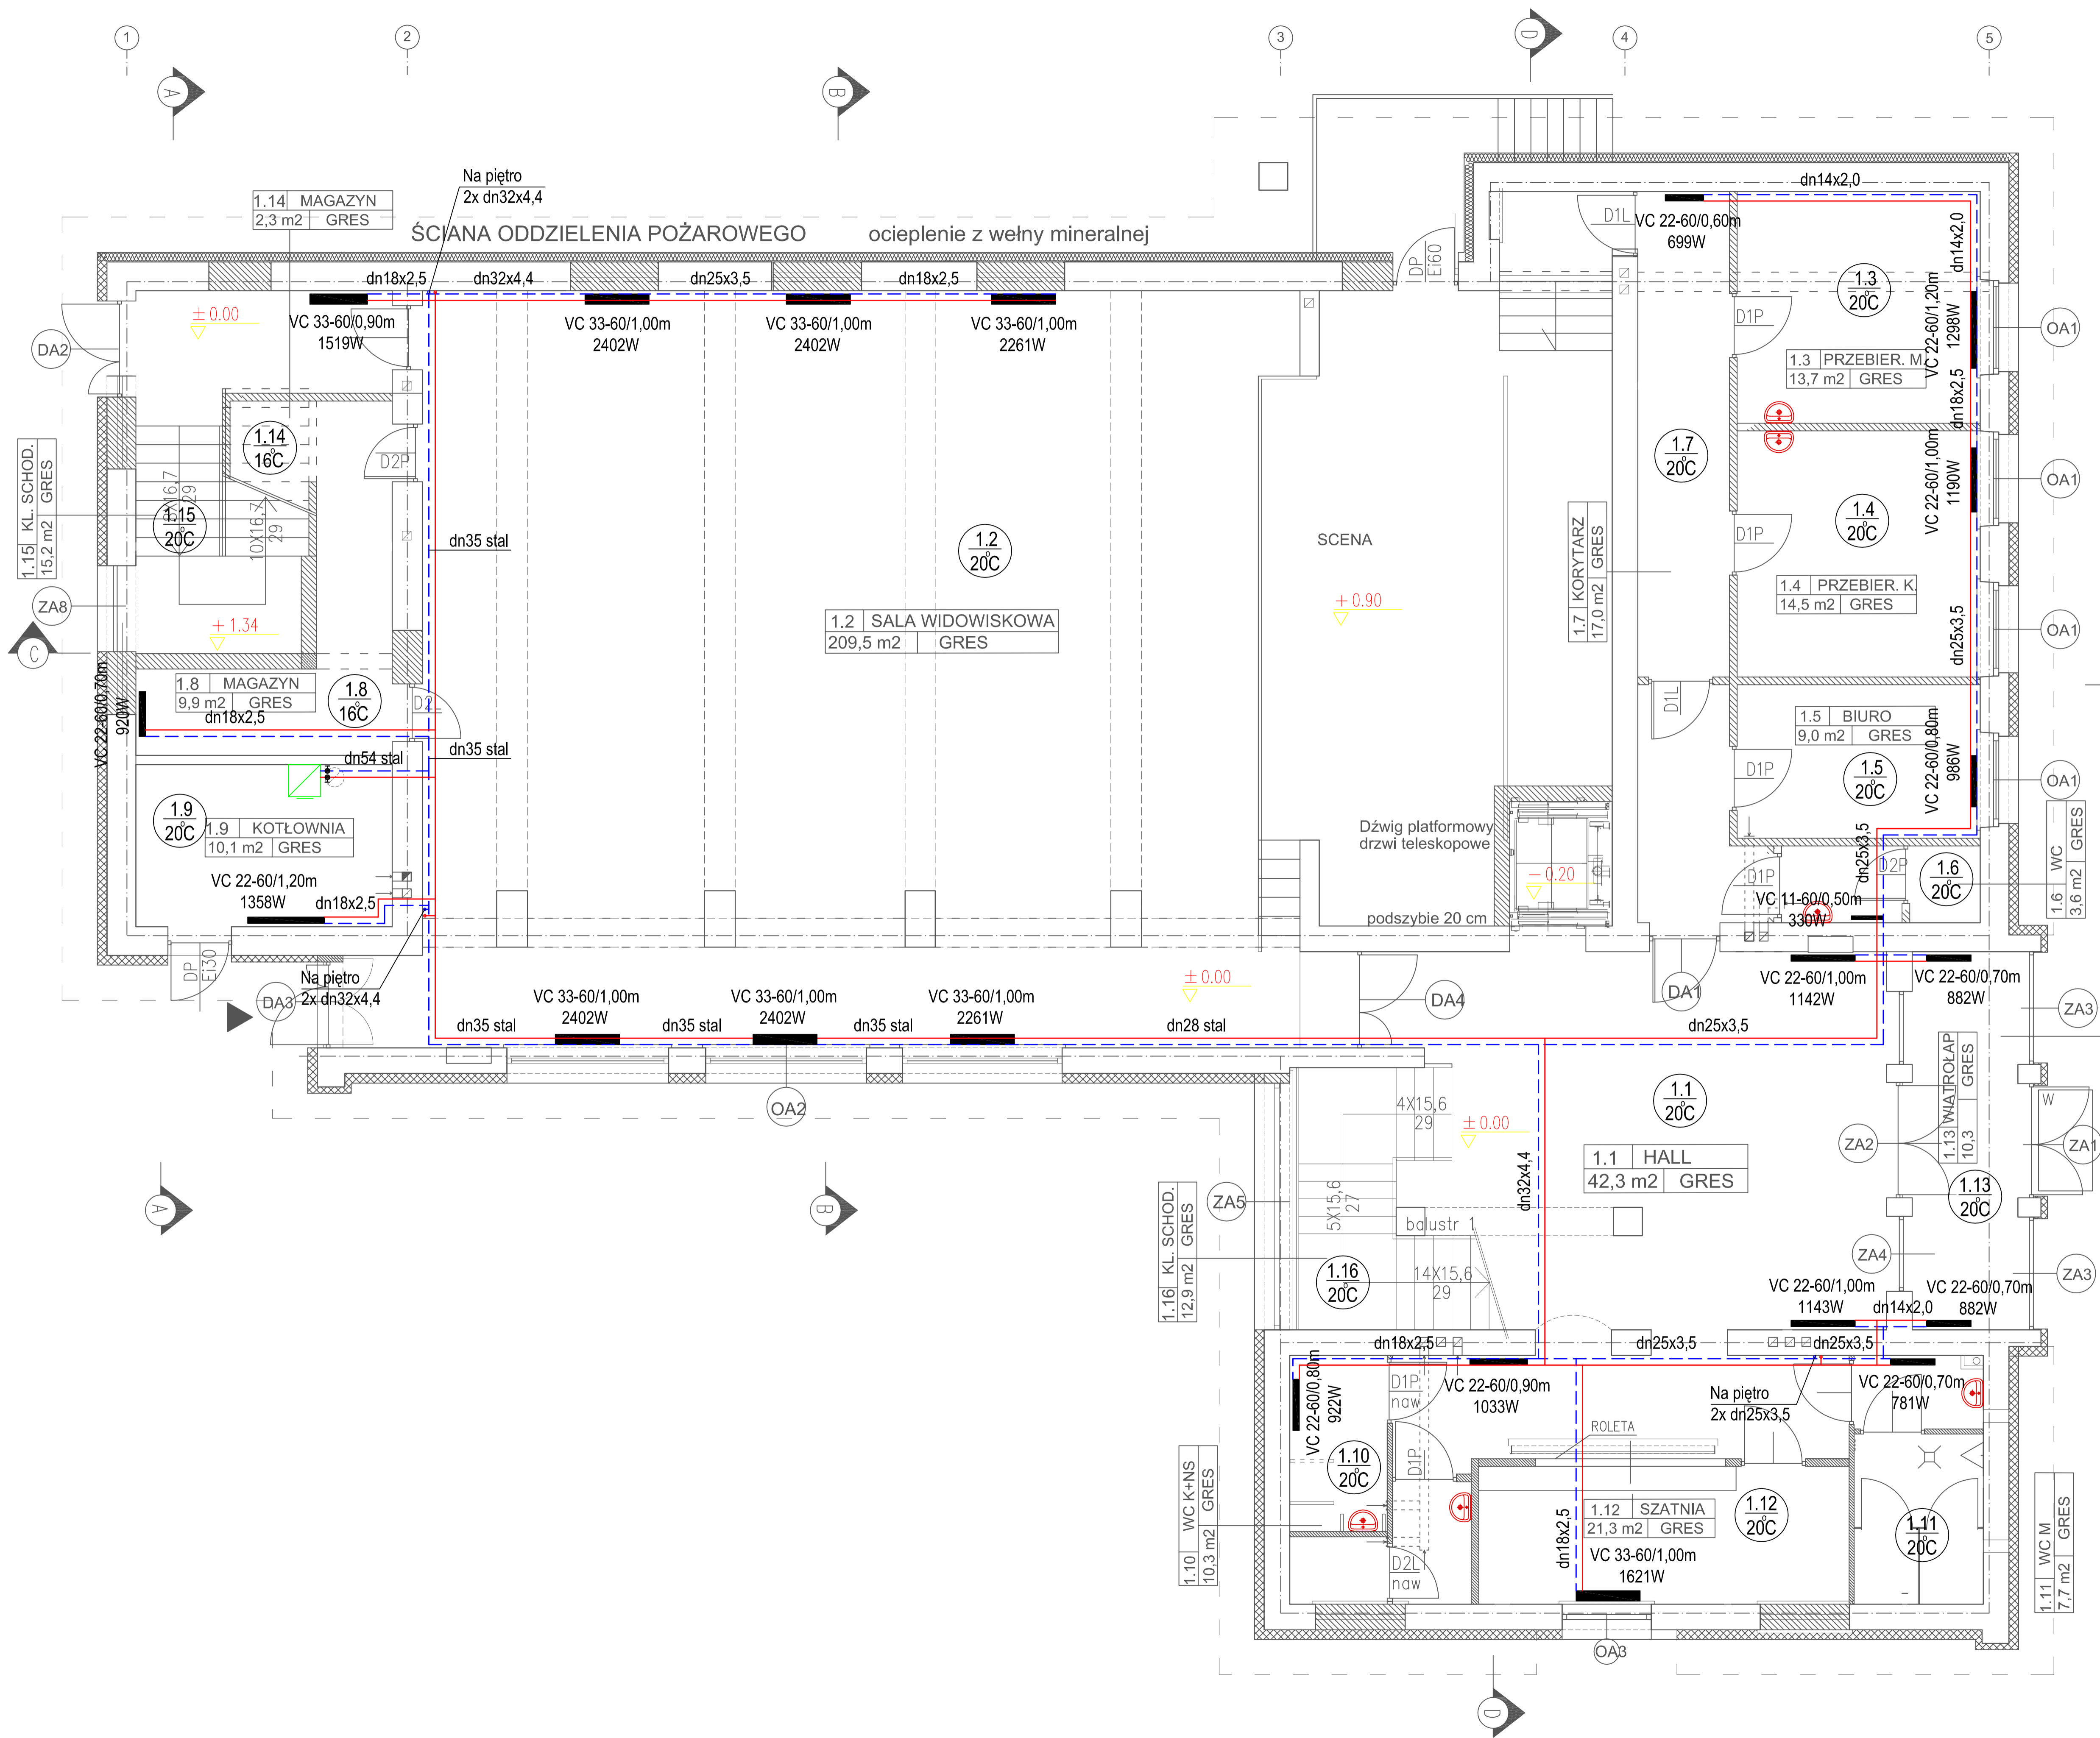 1
2
3
4
5
A
B
D
Na piętro
2x dn32x4,4
1.14 MAGAZYN
2,3 m2 GRES
ŚCIANA ODDZIELENIA POŻAROWEGO
ocieplenie z wełny mineralnej
dn14x2,0
D1L
VC 22-60/0,60m
699W
DP
Ei60
dn14x2,0
dn18x2,5
dn32x4,4
dn25x3,5
dn18x2,5
± 0.00
VC 33-60/0,90m
1519W
VC 33-60/1,00m
2402W
VC 33-60/1,00m
2402W
VC 33-60/1,00m
2261W
DA2
1.3
20°C
D1P
VC 22-60/1,20m
1298W
OA1
1.3 PRZEBIER. M.
13,7 m2 GRES
dn18x2,5
1.14
16°C
D2P
1.7
20°C
VC 22-60/1,00m
1190W
OA1
1.15 KL. SCHOD.
15,2 m2 GRES
1.15
20°C
10X16,7
29
dn35 stal
1.2
20°C
SCENA
D1P
1.4
20°C
1.4 PRZEBIER. K.
14,5 m2 GRES
ZA8
+ 1.34
1.2 SALA WIDOWISKOWA
209,5 m2 GRES
+ 0.90
1.7 KORYTARZ
17,0 m2 GRES
dn25x3,5
OA1
C
VC 22-60/0,70m
920W
1.8 MAGAZYN
9,9 m2 GRES
dn18x2,5
1.8
16°C
D1L
1.5 BIURO
9,0 m2 GRES
VC 22-60/0,80m
986W
dn54 stal
dn35 stal
D1P
1.5
20°C
OA1
1.9
20°C
1.9 KOTŁOWNIA
10,1 m2 GRES
Dźwig platformowy
drzwi teleskopowe
dn25x3,5
D2P
1.6
20°C
1.6 WC
3,6 m2 GRES
VC 22-60/1,20m
1358W
dn18x2,5
− 0.20
podszybie 20 cm
D1P
VC 11-60/0,50m
330W
DP
Ei30
Na piętro
2x dn32x4,4
DA3
± 0.00
DA4
DA1
VC 22-60/1,00m
1142W
VC 22-60/0,70m
882W
ZA3
VC 33-60/1,00m
2402W
VC 33-60/1,00m
2402W
VC 33-60/1,00m
2261W
dn35 stal
dn35 stal
dn35 stal
dn28 stal
dn25x3,5
OA2
4X15,6
29
± 0.00
1.1
20°C
1.13 WIATROŁAP
10,3 GRES
W
ZA2
ZA1
1.1 HALL
42,3 m2 GRES
dn32x4,4
A
B
ZA5
5X15,6
27
balustr 1
1.13
20°C
1.16 KL. SCHOD.
12,9 m2 GRES
1.16
20°C
14X15,6
29
ZA4
ZA3
VC 22-60/1,00m
1143W
dn14x2,0
VC 22-60/0,70m
882W
dn18x2,5
dn25x3,5
dn25x3,5
VC 22-60/0,80m
922W
D1P
naw
VC 22-60/0,90m
1033W
Na piętro
2x dn25x3,5
VC 22-60/0,70m
781W
ROLETA
D1P
1.10
20°C
1.10 WC K+NS
10,3 m2 GRES
1.12 SZATNIA
21,3 m2 GRES
1.12
20°C
1.11
20°C
1.11 WC M
7,7 m2 GRES
dn18x2,5
VC 33-60/1,00m
1621W
D2L
naw
OA3
D